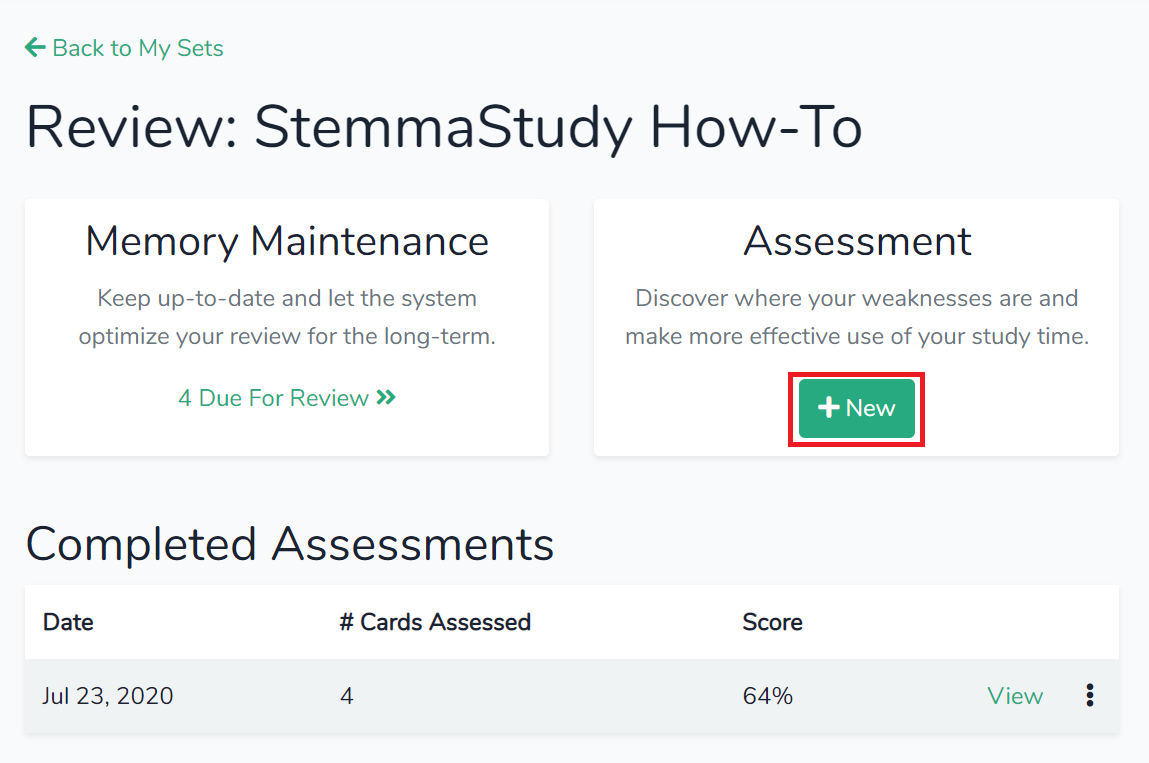 Back to My Sets
Review: StemmaStudy How-To
Memory Maintenance
Keep up-to-date and let the system
optimize your review for the long-term.
4 Due For Review
Assessment
Discover where your weaknesses are and
make more effective use of your study time.
New
Completed Assessments
Date # Cards Assessed Score
Jul 23, 2020 4 64% View